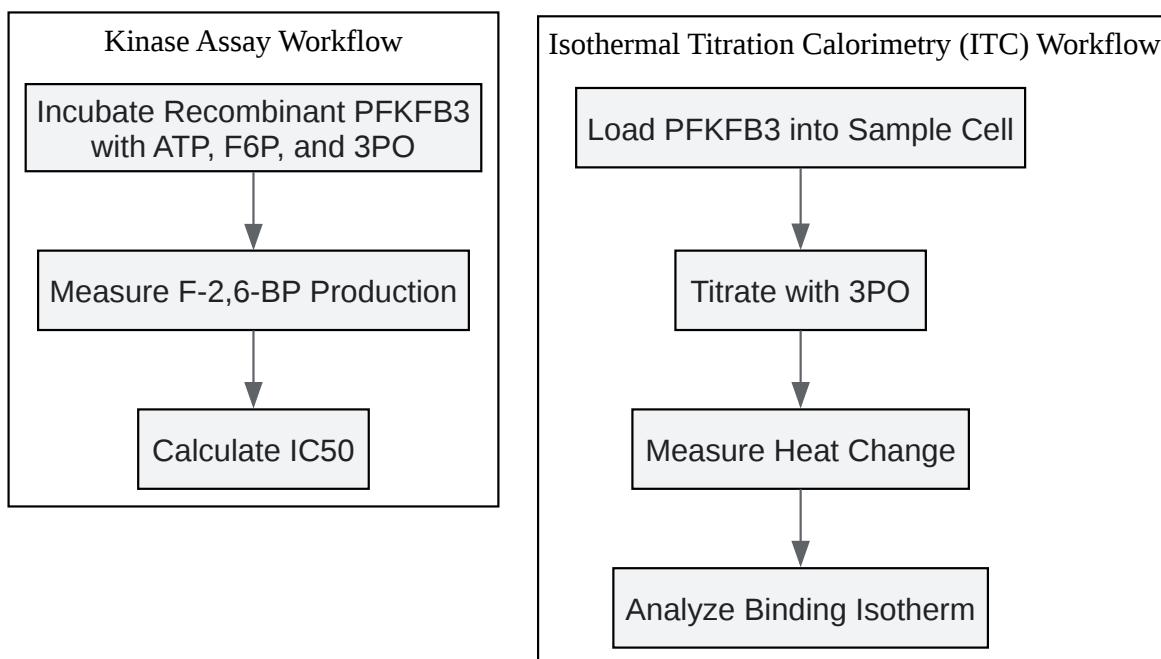 Kinase Assay Workflow
Incubate Recombinant PFKFB3
with ATP, F6P, and 3PO
Measure F-2,6-BP Production
Calculate IC50
Isothermal Titration Calorimetry (ITC) Workflow
Load PFKFB3 into Sample Cell
Titrate with 3PO
Measure Heat Change
Analyze Binding Isotherm